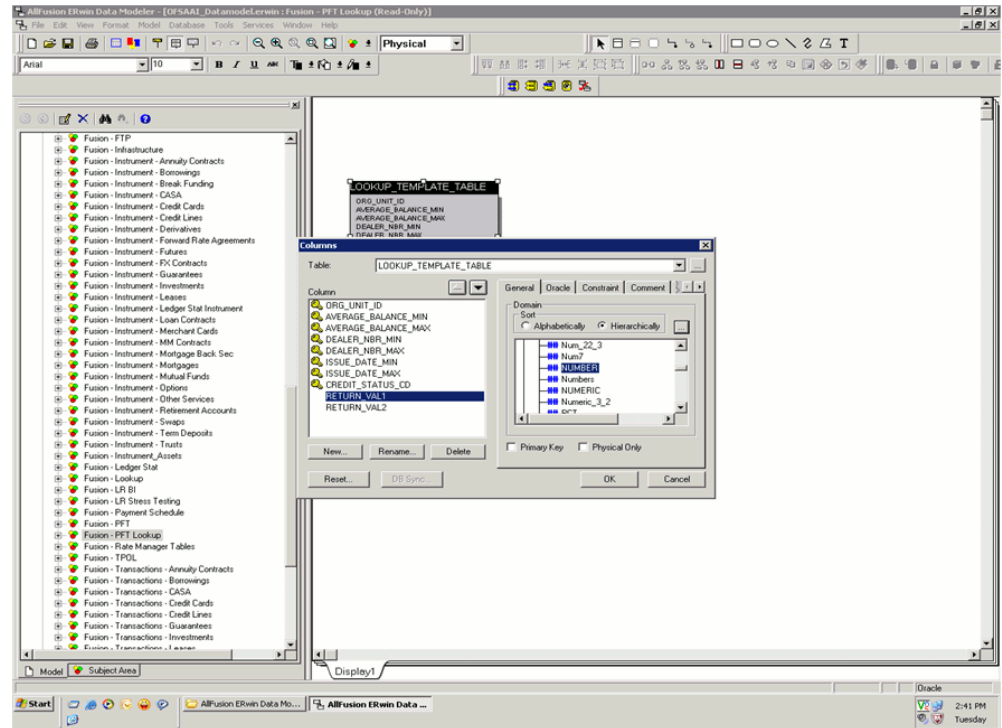 AllFusion ERwin Data Modeler - [OFSAA1_Datamodel.erwin : Fusion - PFT Lookup (Read-Only)]
File Edit View Format Model Database Tools Services Window Help
Physical
Arial 10 B I U
Fusion - FTP
Fusion - Infrastructure
Fusion - Instrument - Annuity Contracts
Fusion - Instrument - Borrowings
Fusion - Instrument - Break Funding
Fusion - Instrument - CASA
Fusion - Instrument - Credit Cards
Fusion - Instrument - Credit Lines
Fusion - Instrument - Derivatives
Fusion - Instrument - Forward Rate Agreements
Fusion - Instrument - Futures
Fusion - Instrument - FX Contracts
Fusion - Instrument - Guarantees
Fusion - Instrument - Investments
Fusion - Instrument - Leases
Fusion - Instrument - Ledger Stat Instrument
Fusion - Instrument - Loan Contracts
Fusion - Instrument - Merchant Cards
Fusion - Instrument - MM Contracts
Fusion - Instrument - Mortgage Back Sec
Fusion - Instrument - Mortgages
Fusion - Instrument - Mutual Funds
Fusion - Instrument - Options
Fusion - Instrument - Other Services
Fusion - Instrument - Retirement Accounts
Fusion - Instrument - Swaps
Fusion - Instrument - Term Deposits
Fusion - Instrument - Trusts
Fusion - Instrument_Assets
Fusion - Ledger Stat
Fusion - Lookup
Fusion - LR BI
Fusion - LR Stress Testing
Fusion - Payment Schedule
Fusion - PFT
Fusion - PFT Lookup
Fusion - Rate Manager Tables
Fusion - TPOL
Fusion - Transactions - Annuity Contracts
Fusion - Transactions - Borrowings
Fusion - Transactions - CASA
Fusion - Transactions - Credit Cards
Fusion - Transactions - Credit Lines
Fusion - Transactions - Guarantees
Fusion - Transactions - Investments
Fusion - Transactions - Leases
Model Subject Area
LOOKUP_TEMPLATE_TABLE
ORG_UNIT_ID
AVERAGE_BALANCE_MIN
AVERAGE_BALANCE_MAX
DEALER_NBR_MIN
DEALER_NBR_MAX
Columns
Table: LOOKUP_TEMPLATE_TABLE ...
Column
ORG_UNIT_ID
AVERAGE_BALANCE_MIN
AVERAGE_BALANCE_MAX
DEALER_NBR_MIN
DEALER_NBR_MAX
ISSUE_DATE_MIN
ISSUE_DATE_MAX
CREDIT_STATUS_CD
RETURN_VAL1
RETURN_VAL2
New... Rename... Delete
Reset... DB Sync...
General Oracle Constraint Comment
Domain
Sort
Alphabetically Hierarchically ...
Num_22_3
Num7
NUMBER
Numbers
NUMERIC
Numeric_3_2
PCT
Primary Key Physical Only
OK Cancel
Display1
Oracle
Start AllFusion ERwin Data Mo... AllFusion ERwin Data ...
2:41 PM
Tuesday